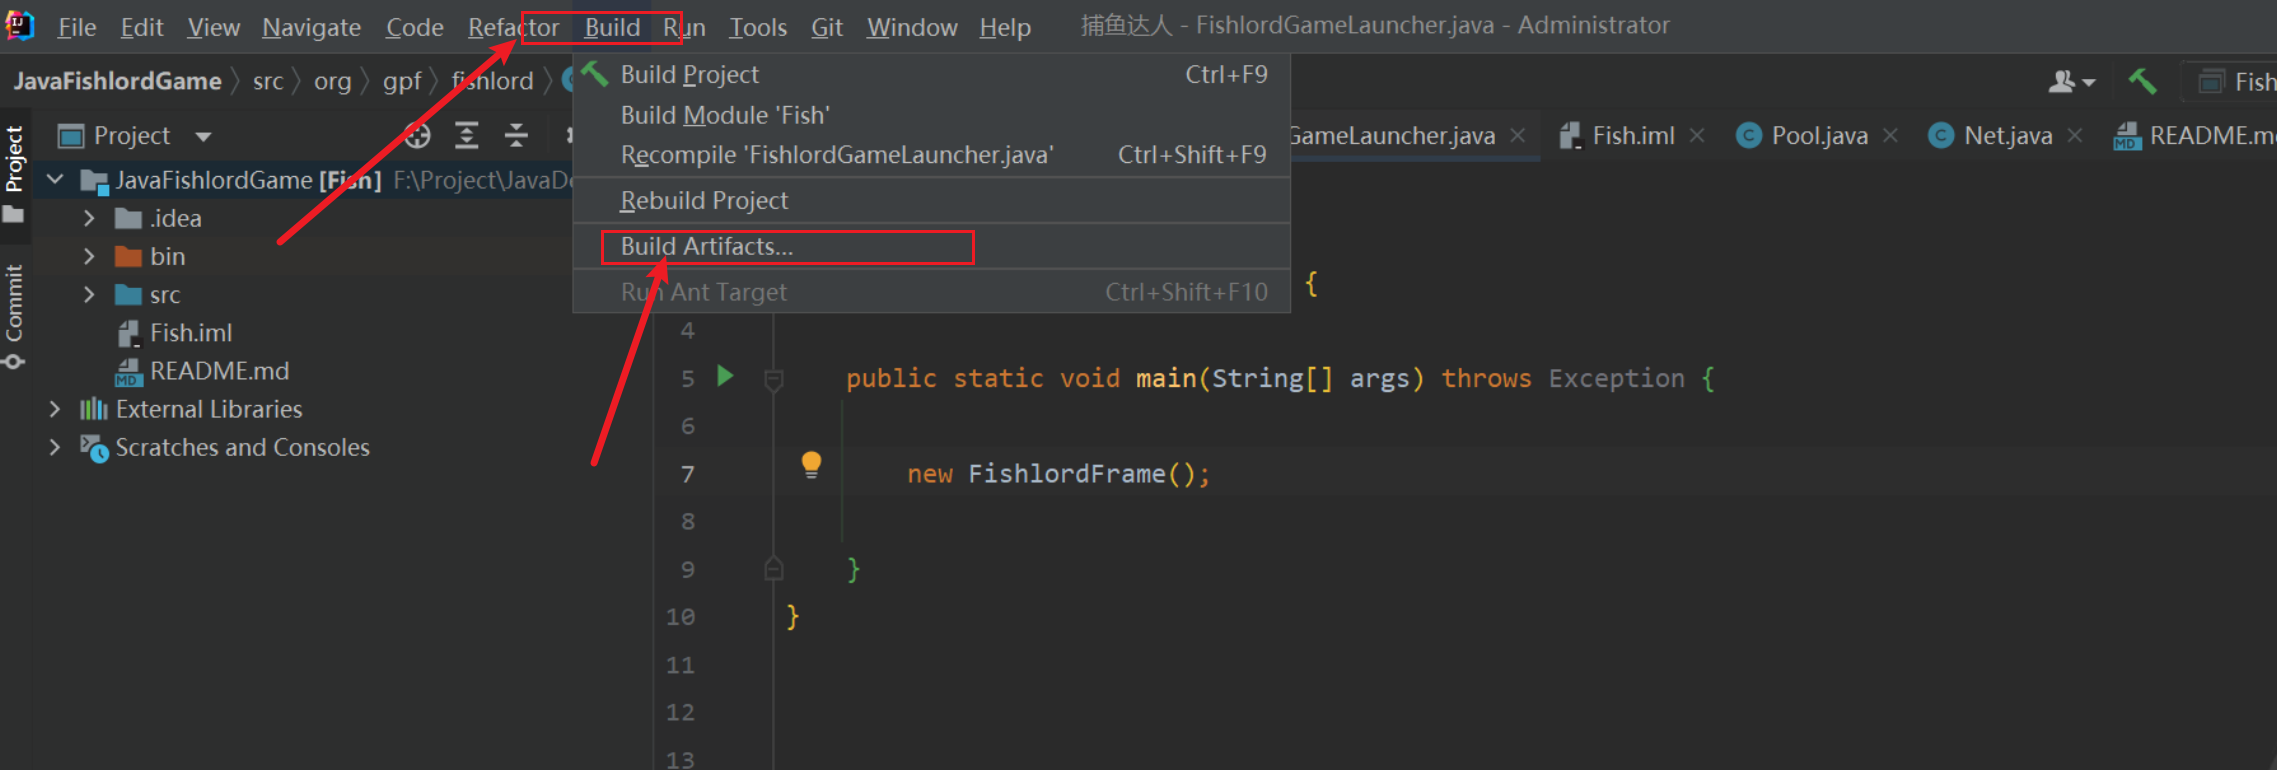 File Edit View Navigate Code Refactor Build Run Tools Git Window Help 捕鱼达人 - FishlordGameLauncher.java - Administrator
JavaFishlordGame src org gpf fishlord
Fish
Build Project Ctrl+F9
Build Module 'Fish'
Recompile 'FishlordGameLauncher.java' Ctrl+Shift+F9
Rebuild Project
Build Artifacts...
Run Ant Target Ctrl+Shift+F10
Project
GameLauncher.java Fish.iml Pool.java Net.java README.m
Project
Commit
JavaFishlordGame [Fish] F:\Project\JavaDe
.idea
bin
src
Fish.iml
README.md
External Libraries
Scratches and Consoles
{
4
5 public static void main(String[] args) throws Exception {
6
7 new FishlordFrame();
8
9 }
10 }
11
12
13